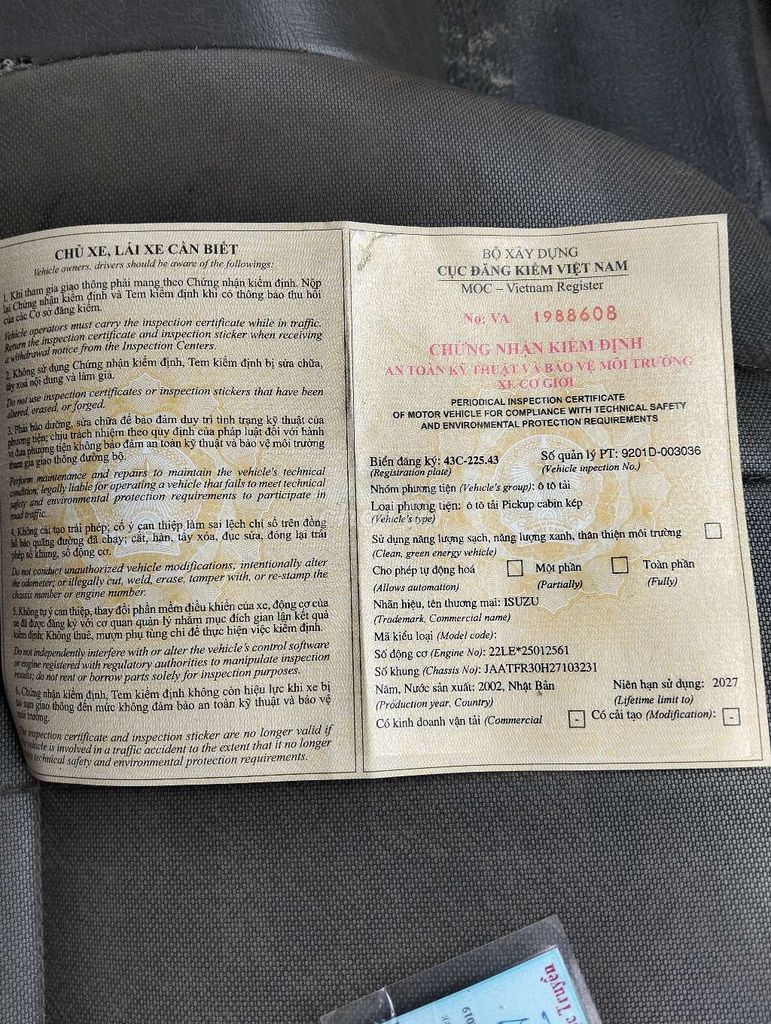 CHỦ XE, LÁI XE CẦN BIẾT
Vehicle owners, drivers should be aware of the followings:
1. Khi tham gia giao thông phải mang theo Chứng nhận kiểm định. Nộp
lại Chứng nhận kiểm định và Tem kiểm định khi có thông báo thu hồi
của các Cơ sở đăng kiểm.
Vehicle operators must carry the inspection certificate while in traffic.
Return the inspection certificate and inspection sticker when receiving
a withdrawal notice from the Inspection Centers.
2. Không sử dụng Chứng nhận kiểm định, Tem kiểm định bị sửa chữa,
tẩy xoá nội dung và làm giả.
Do not use inspection certificates or inspection stickers that have been
altered, erased, or forged.
3. Phải bảo dưỡng, sửa chữa để bảo đảm duy trì tình trạng kỹ thuật của
phương tiện; chịu trách nhiệm theo quy định của pháp luật đối với hành
vi đưa phương tiện không bảo đảm an toàn kỹ thuật và bảo vệ môi trường
tham gia giao thông đường bộ.
Perform maintenance and repairs to maintain the vehicle's technical
condition; legally liable for operating a vehicle that fails to meet technical
safety and environmental protection requirements to participate in
road traffic.
4. Không cải tạo trái phép; cố ý can thiệp làm sai lệch chỉ số trên đồng
hồ báo quãng đường đã chạy; cắt, hàn, tẩy xóa, đục sửa, đóng lại trái
phép số khung, số động cơ.
Do not conduct unauthorized vehicle modifications; intentionally alter
the odometer; or illegally cut, weld, erase, tamper with, or re-stamp the
chassis number or engine number.
5. Không tự ý can thiệp, thay đổi phần mềm điều khiển của xe, động cơ của
xe đã được đăng ký với cơ quan quản lý nhằm mục đích gian lận kết quả
kiểm định; Không thuê, mượn phụ tùng chỉ để thực hiện việc kiểm định.
Do not independently interfere with or alter the vehicle's control software
or engine registered with regulatory authorities to manipulate inspection
results; do not rent or borrow parts solely for inspection purposes.
6. Chứng nhận kiểm định, Tem kiểm định không còn hiệu lực khi xe bị
tai nạn giao thông đến mức không đảm bảo an toàn kỹ thuật và bảo vệ
môi trường.
The inspection certificate and inspection sticker are no longer valid if
vehicle is involved in a traffic accident to the extent that it no longer
technical safety and environmental protection requirements.
BỘ XÂY DỰNG
CỤC ĐĂNG KIỂM VIỆT NAM
MOC – Vietnam Register
No: VA 1988608
CHỨNG NHẬN KIỂM ĐỊNH
AN TOÀN KỸ THUẬT VÀ BẢO VỆ MÔI TRƯỜNG
XE CƠ GIỚI
PERIODICAL INSPECTION CERTIFICATE
OF MOTOR VEHICLE FOR COMPLIANCE WITH TECHNICAL SAFETY
AND ENVIRONMENTAL PROTECTION REQUIREMENTS
Biển đăng ký: 43C-225.43 Số quản lý PT: 9201D-003036
(Registration plate) (Vehicle inpection No.)
Nhóm phương tiện (Vehicle's group): ô tô tải
Loại phương tiện: ô tô tải Pickup cabin kép
(Vehicle's type)
Sử dụng năng lượng sạch, năng lượng xanh, thân thiện môi trường
(Clean, green energy vehicle)
Cho phép tự động hoá Một phần Toàn phần
(Allows automation) (Partially) (Fully)
Nhãn hiệu, tên thương mại: ISUZU
(Trademark, Commercial name)
Mã kiểu loại (Model code):
Số động cơ (Engine No): 22LE*25012561
Số khung (Chassis No): JAATFR30H27103231
Năm, Nước sản xuất: 2002, Nhật Bản Niên hạn sử dụng: 2027
(Production year, Country) (Lifetime limit to)
Có kinh doanh vận tải (Commercial - Có cải tạo (Modification): -
Truyền
2019